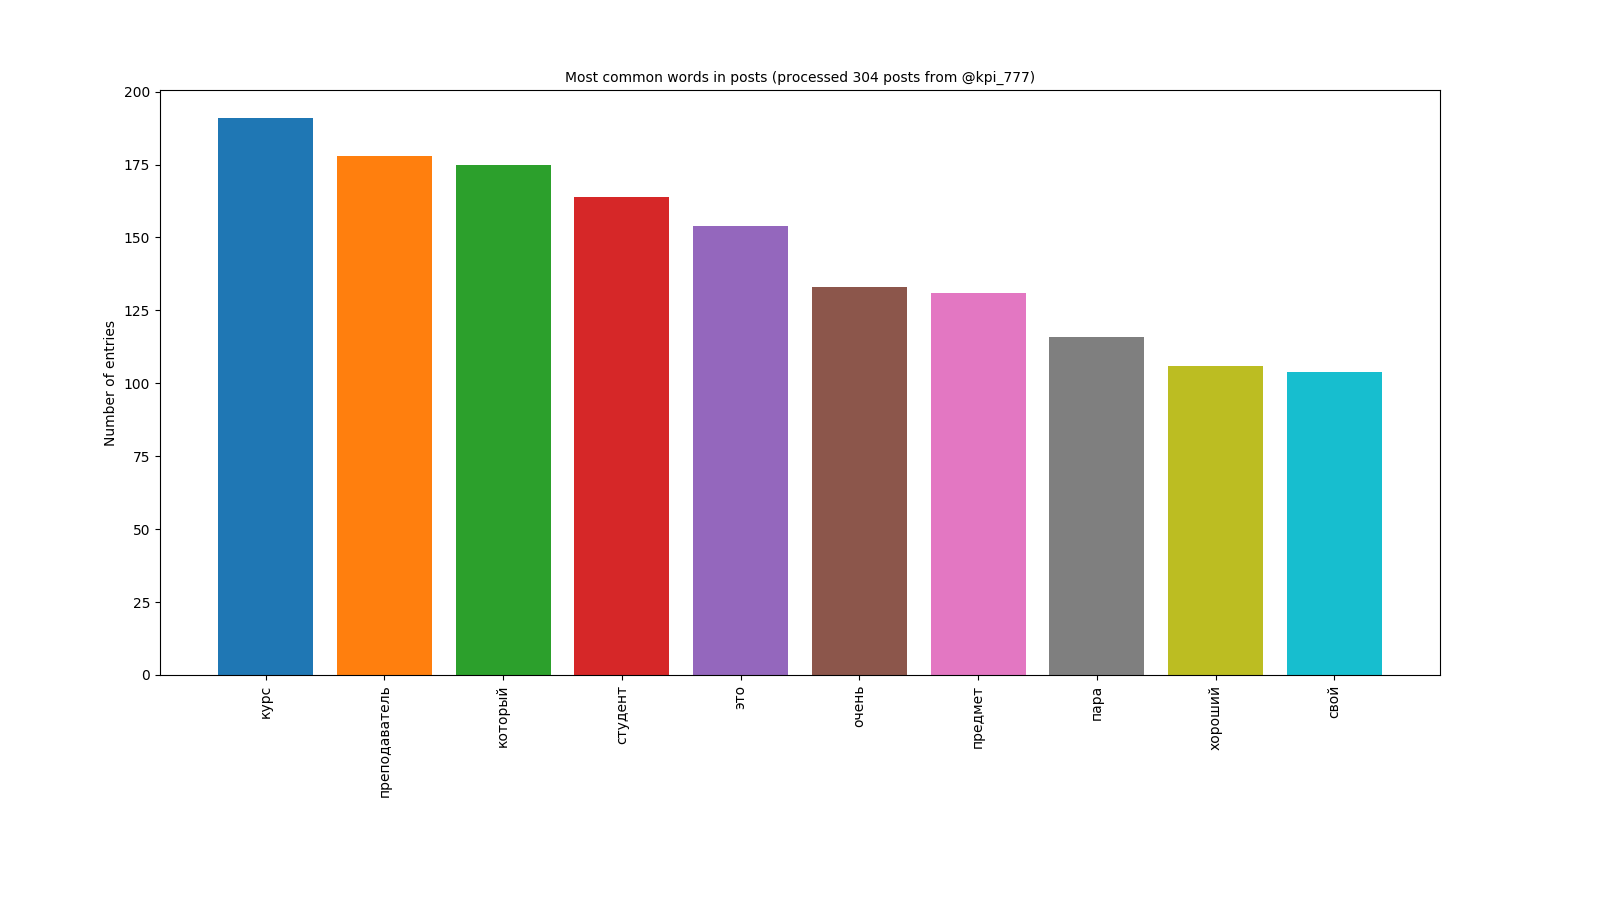 Most common words in posts (processed 304 posts from @kpi_777)
Number of entries
200
175
150
125
100
75
50
25
0
курс
преподаватель
который
студент
это
очень
предмет
пара
хороший
свой